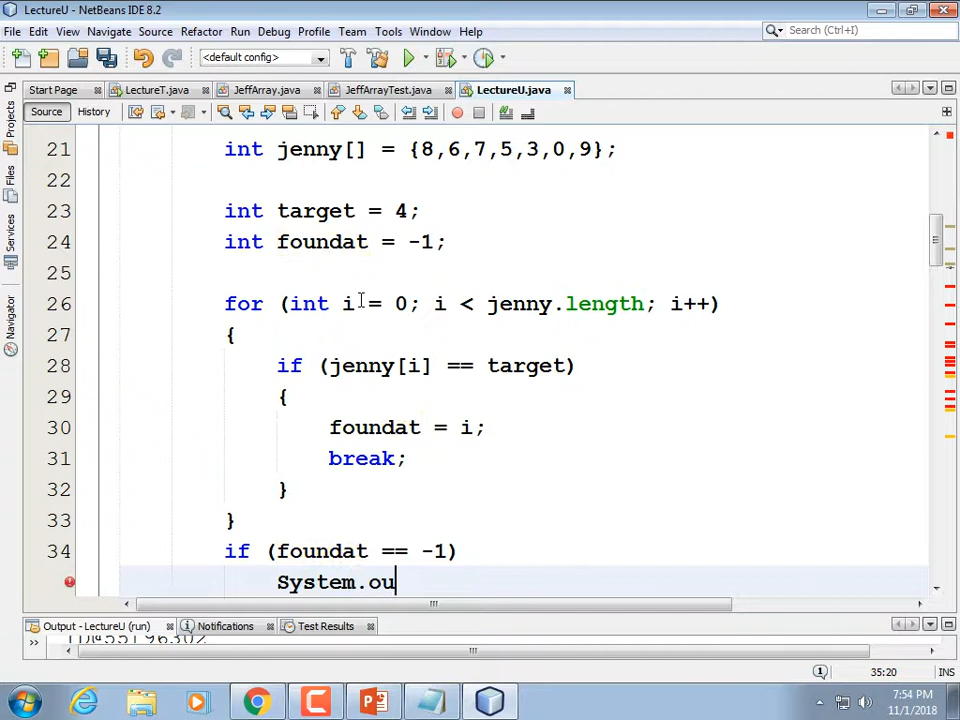 LectureU - NetBeans IDE 8.2
File Edit View Navigate Source Refactor Run Debug Profile Team Tools Window Help
Search (Ctrl+I)
<default config>
Start Page LectureT.java JeffArray.java JeffArrayTest.java LectureU.java
Source History
Projects
Files
Services
Navigator
21 int jenny[] = {8,6,7,5,3,0,9};
22
23 int target = 4;
24 int foundat = -1;
25
26 for (int i = 0; i < jenny.length; i++)
27 {
28 if (jenny[i] == target)
29 {
30 foundat = i;
31 break;
32 }
33 }
34 if (foundat == -1)
System.ou
Output - LectureU (run) Notifications Test Results
35:20 INS
7:54 PM
11/1/2018